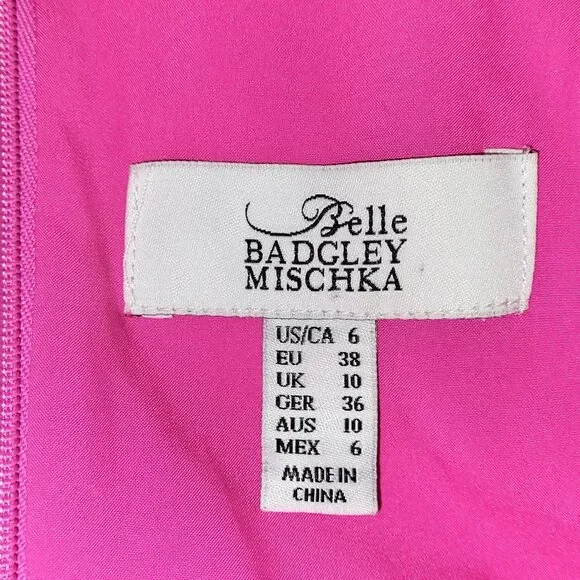 Belle
BADGLEY
MISCHKA
US/CA 6
EU 38
UK 10
GER 36
AUS 10
MEX 6
MADE IN
CHINA